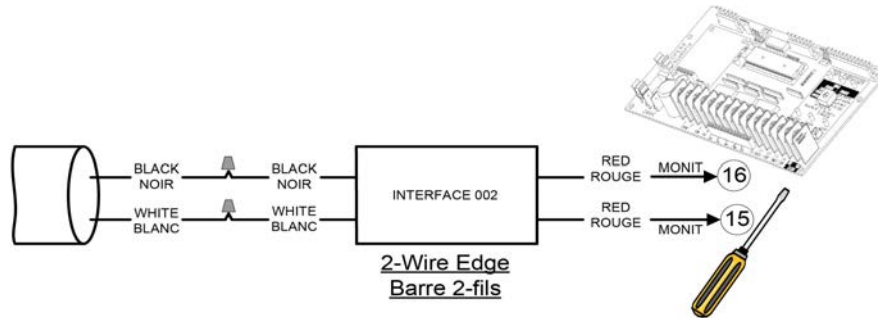 BLACK
NOIR
BLACK
NOIR
RED
ROUGE
MONIT
16
WHITE
BLANC
WHITE
BLANC
INTERFACE 002
RED
ROUGE
MONIT
15
2-Wire Edge
Barre 2-fils